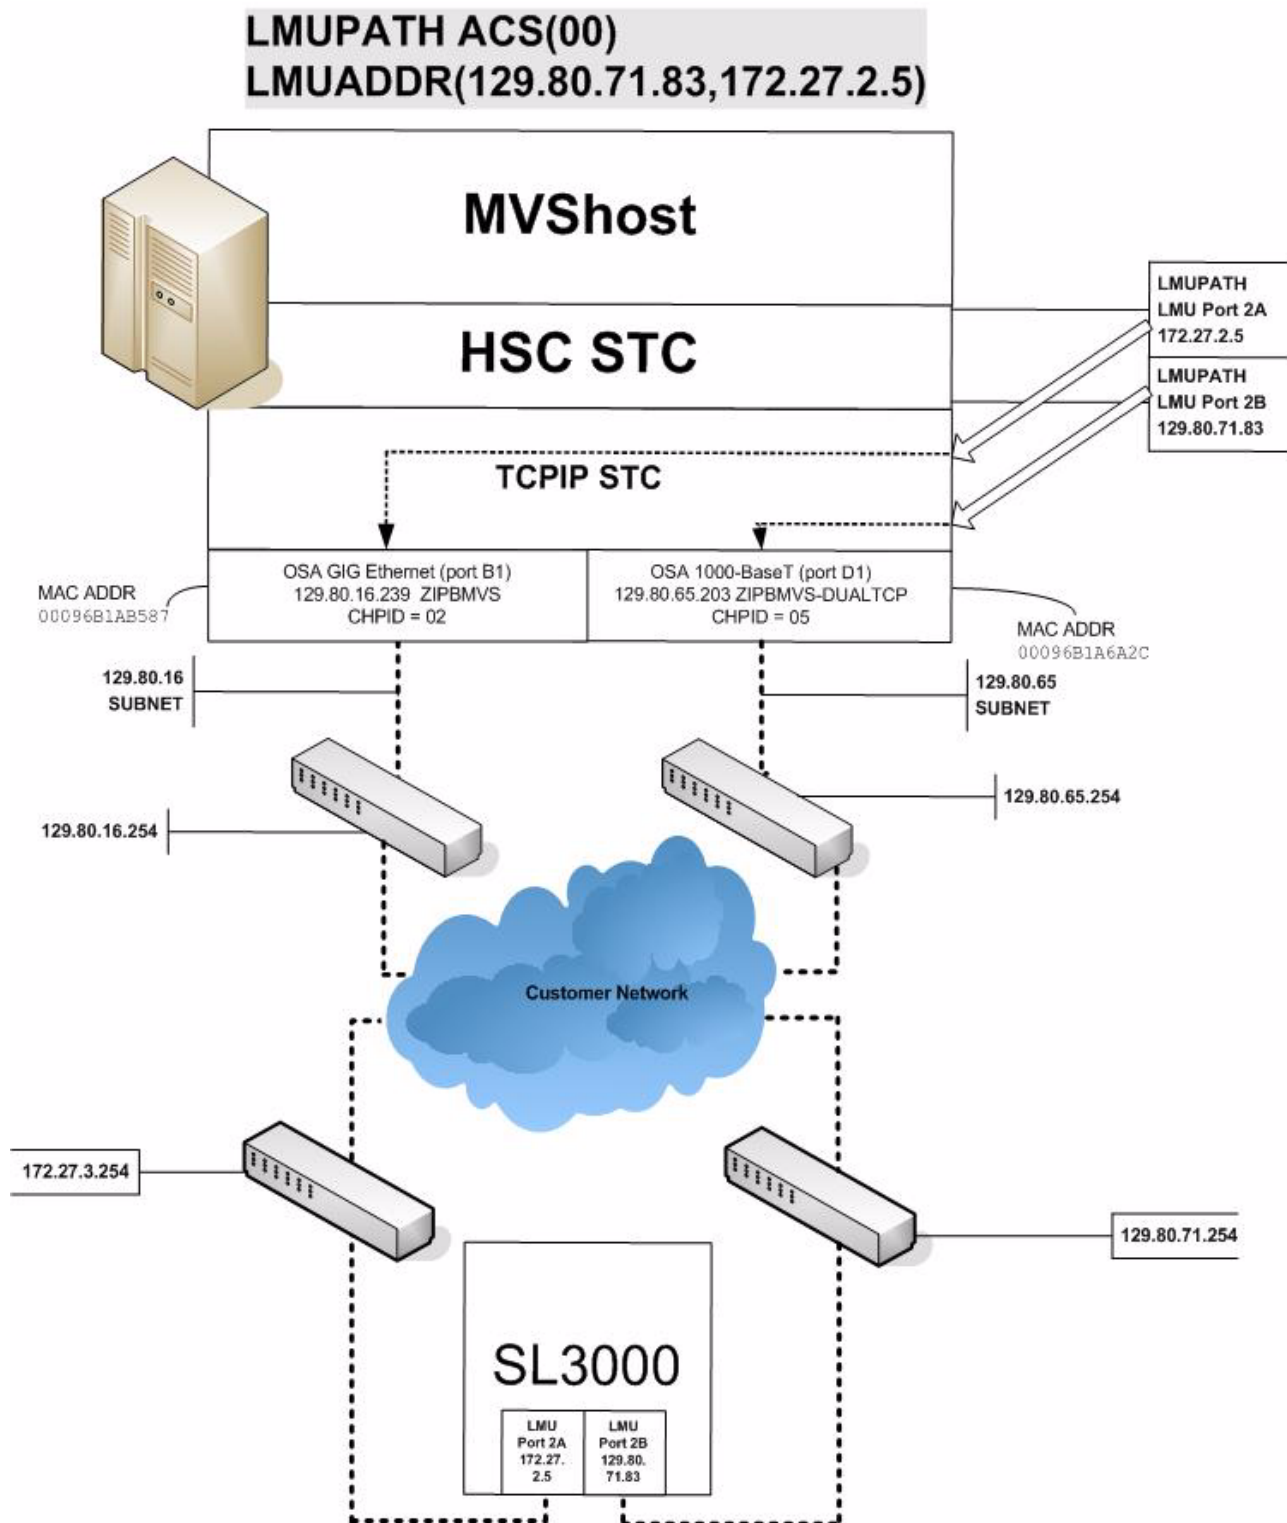 LMUPATH ACS(00)
LMUADDR(129.80.71.83,172.27.2.5)
MVShost
HSC STC
LMUPATH
LMU Port 2A
172.27.2.5
LMUPATH
LMU Port 2B
129.80.71.83
TCPIP STC
OSA GIG Ethernet (port B1)
129.80.16.239 ZIPBMVS
CHPID = 02
OSA 1000-BaseT (port D1)
129.80.65.203 ZIPBMVS-DUALTCP
CHPID = 05
MAC ADDR
00096B1AB587
MAC ADDR
00096B1A6A2C
129.80.16
SUBNET
129.80.65
SUBNET
129.80.16.254
129.80.65.254
Customer Network
172.27.3.254
129.80.71.254
SL3000
LMU
Port 2A
172.27.
2.5
LMU
Port 2B
129.80.
71.83